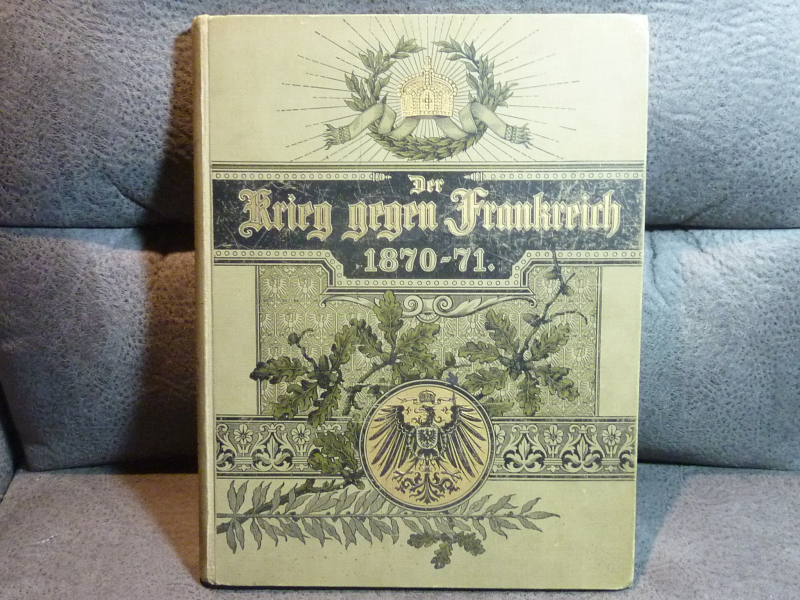 Der
Krieg gegen Frankreich
1870-71.